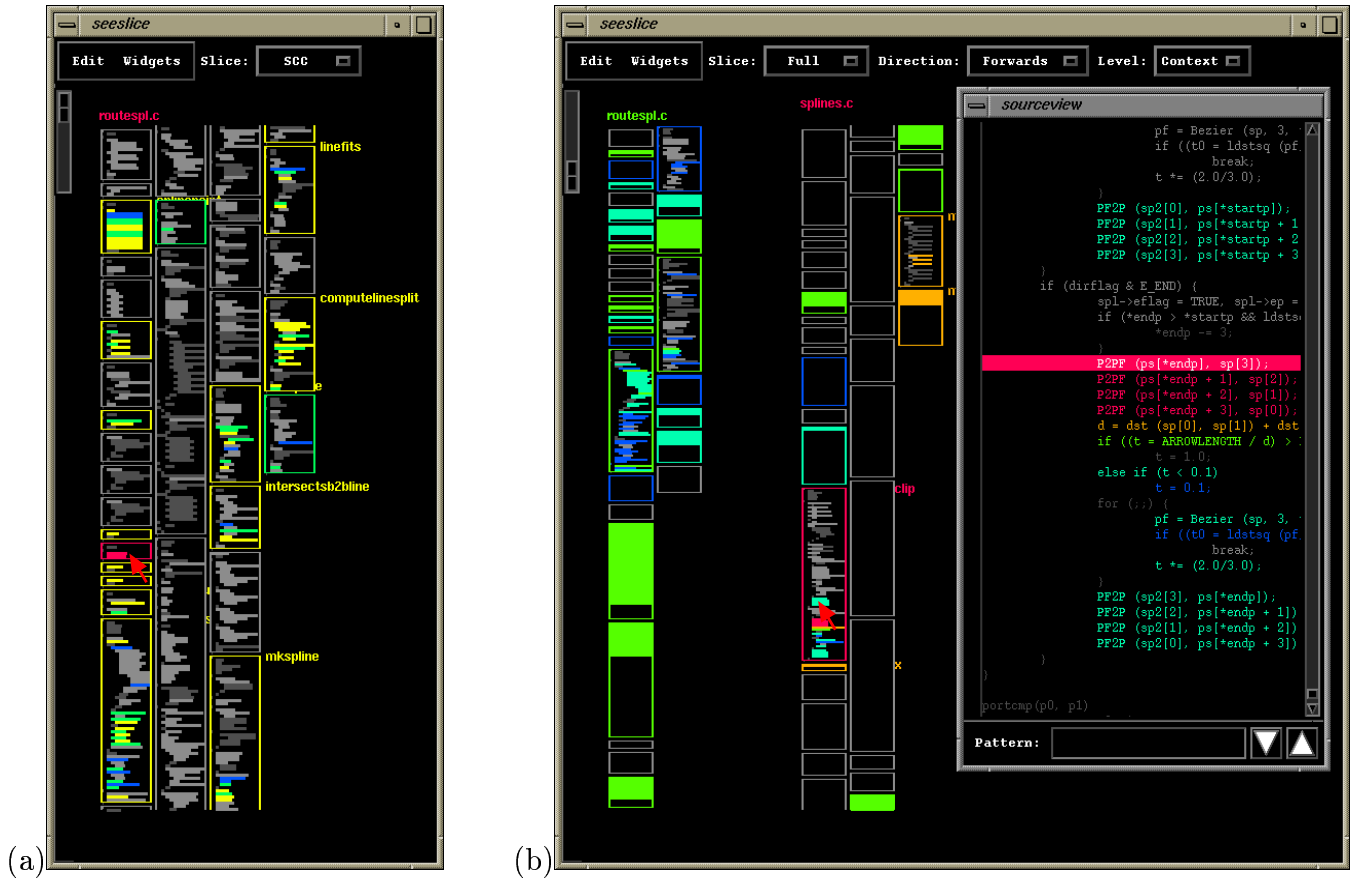 seeslice
Edit Widgets Slice: SCC
routespl.c
linefits
computelinesplit
intersectsb2bline
mkspline
(a)
seeslice
Edit Widgets Slice: Full Direction: Forwards Level: Context
routespl.c
splines.c
clip
x
sourceview
pf = Bezier (sp, 3,
if ((t0 = ldstsq (pf
break;
t *= (2.0/3.0);
}
PF2P (sp2[0], ps[*startp]);
PF2P (sp2[1], ps[*startp + 1
PF2P (sp2[2], ps[*startp + 2
PF2P (sp2[3], ps[*startp + 3
}
if (dirflag & E_END) {
spl->eflag = TRUE, spl->ep =
if (*endp > *startp && ldsts
*endp -= 3;
}
P2PF (ps[*endp], sp[3]);
P2PF (ps[*endp + 1], sp[2]);
P2PF (ps[*endp + 2], sp[1]);
P2PF (ps[*endp + 3], sp[0]);
d = dst (sp[0], sp[1]) + dst
if ((t = ARROWLENGTH / d) >
t = 1.0;
else if (t < 0.1)
t = 0.1;
for (;;) {
pf = Bezier (sp, 3,
if ((t0 = ldstsq (pf
break;
t *= (2.0/3.0);
}
PF2P (sp2[3], ps[*endp]);
PF2P (sp2[2], ps[*endp + 1])
PF2P (sp2[1], ps[*endp + 2])
PF2P (sp2[0], ps[*endp + 3])
}
}
portcmp(p0, p1)
Pattern:
(b)